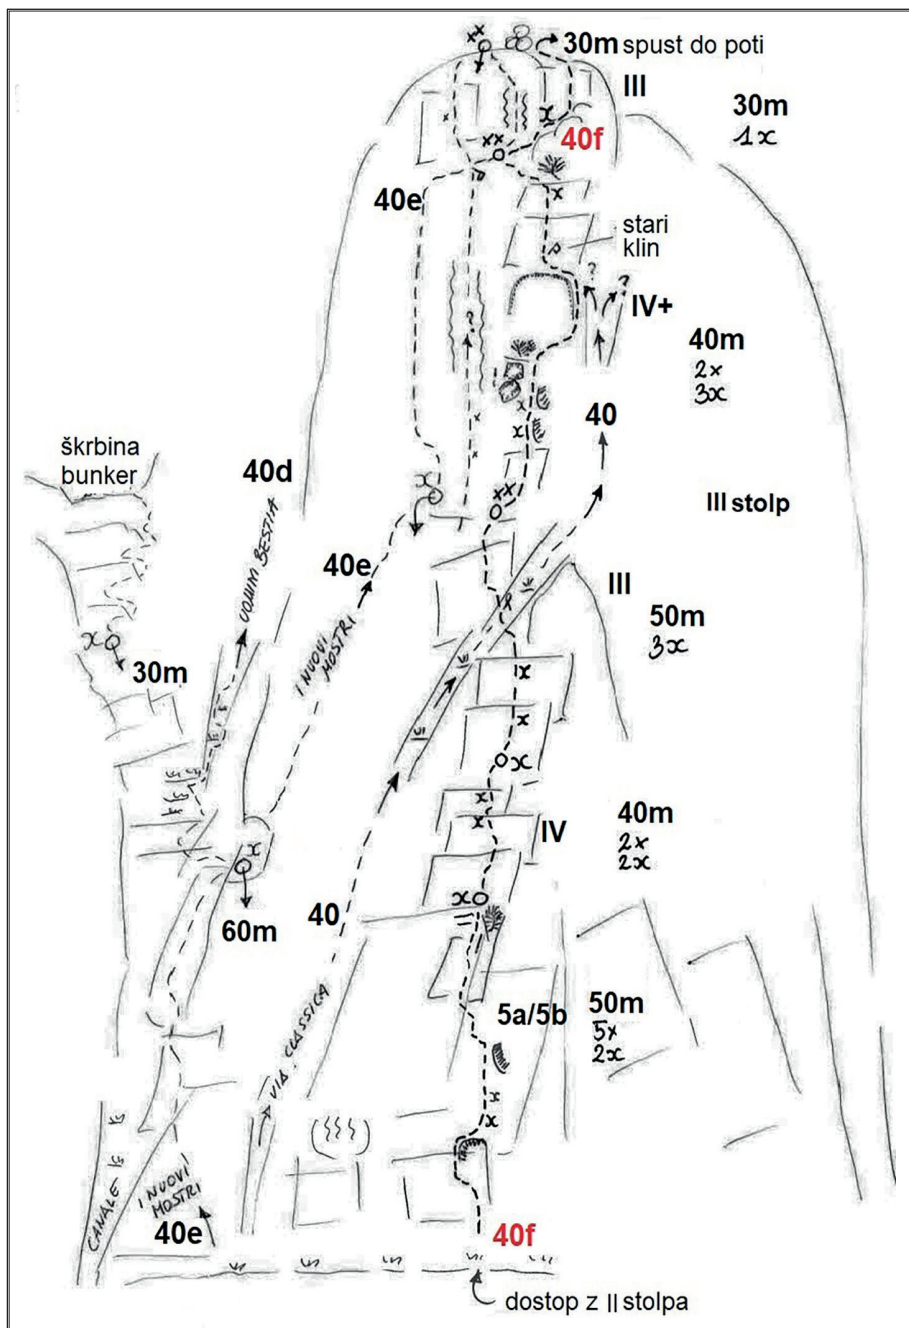 30m spust do poti
III
30m
1x
40f
40e
stari
klin
?
?
IV+
?
40m
2x
3x
40
škrbina
bunker
40d
UOMINI BESTIA
III stolp
40e
I NUOVI
MOSTRI
III
50m
3x
30m
IV
40m
2x
2x
60m
40
5a/5b
50m
5x
2x
VIA CLASSICA
CANALE
I NUOVI
MOSTRI
40e
40f
dostop z II stolpa